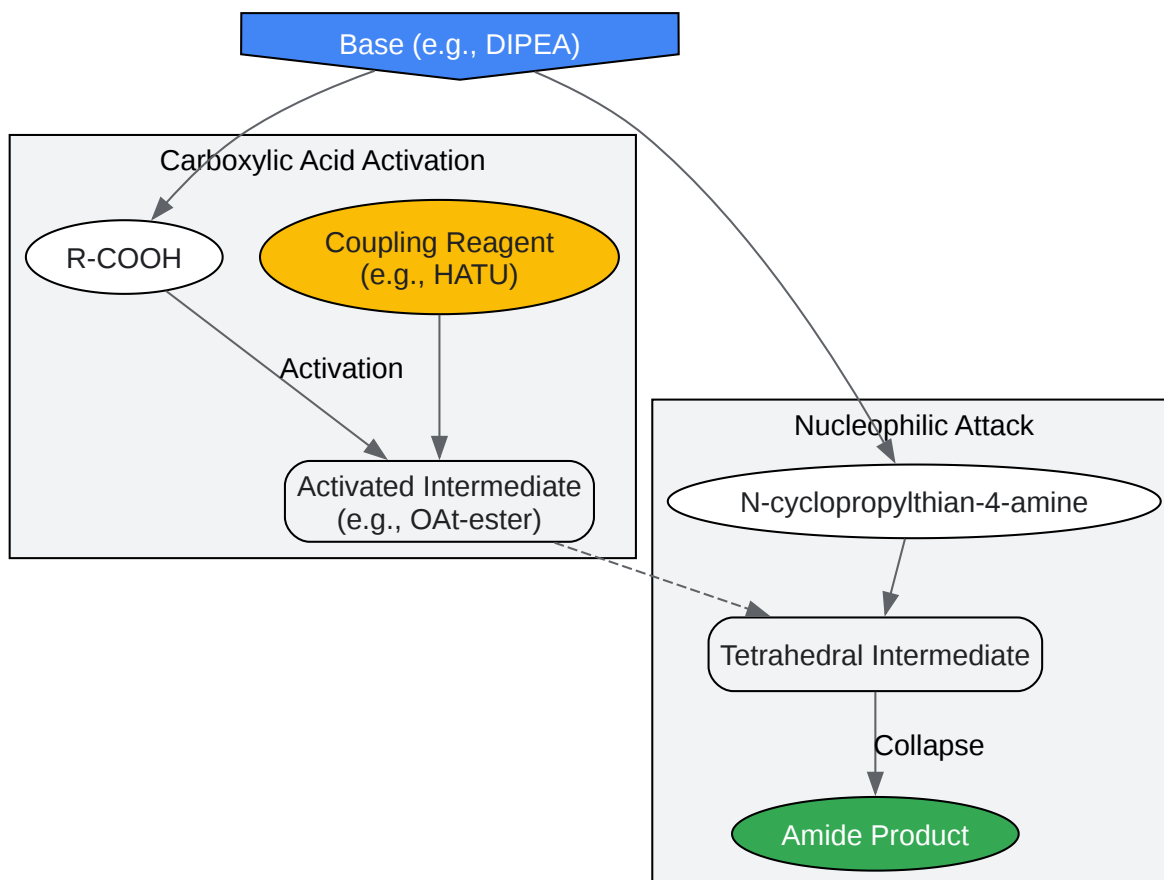 Base (e.g., DIPEA)
Carboxylic Acid Activation
R-COOH
Coupling Reagent
(e.g., HATU)
Activation
Activated Intermediate
(e.g., OAt-ester)
Nucleophilic Attack
N-cyclopropylthian-4-amine
Tetrahedral Intermediate
Collapse
Amide Product